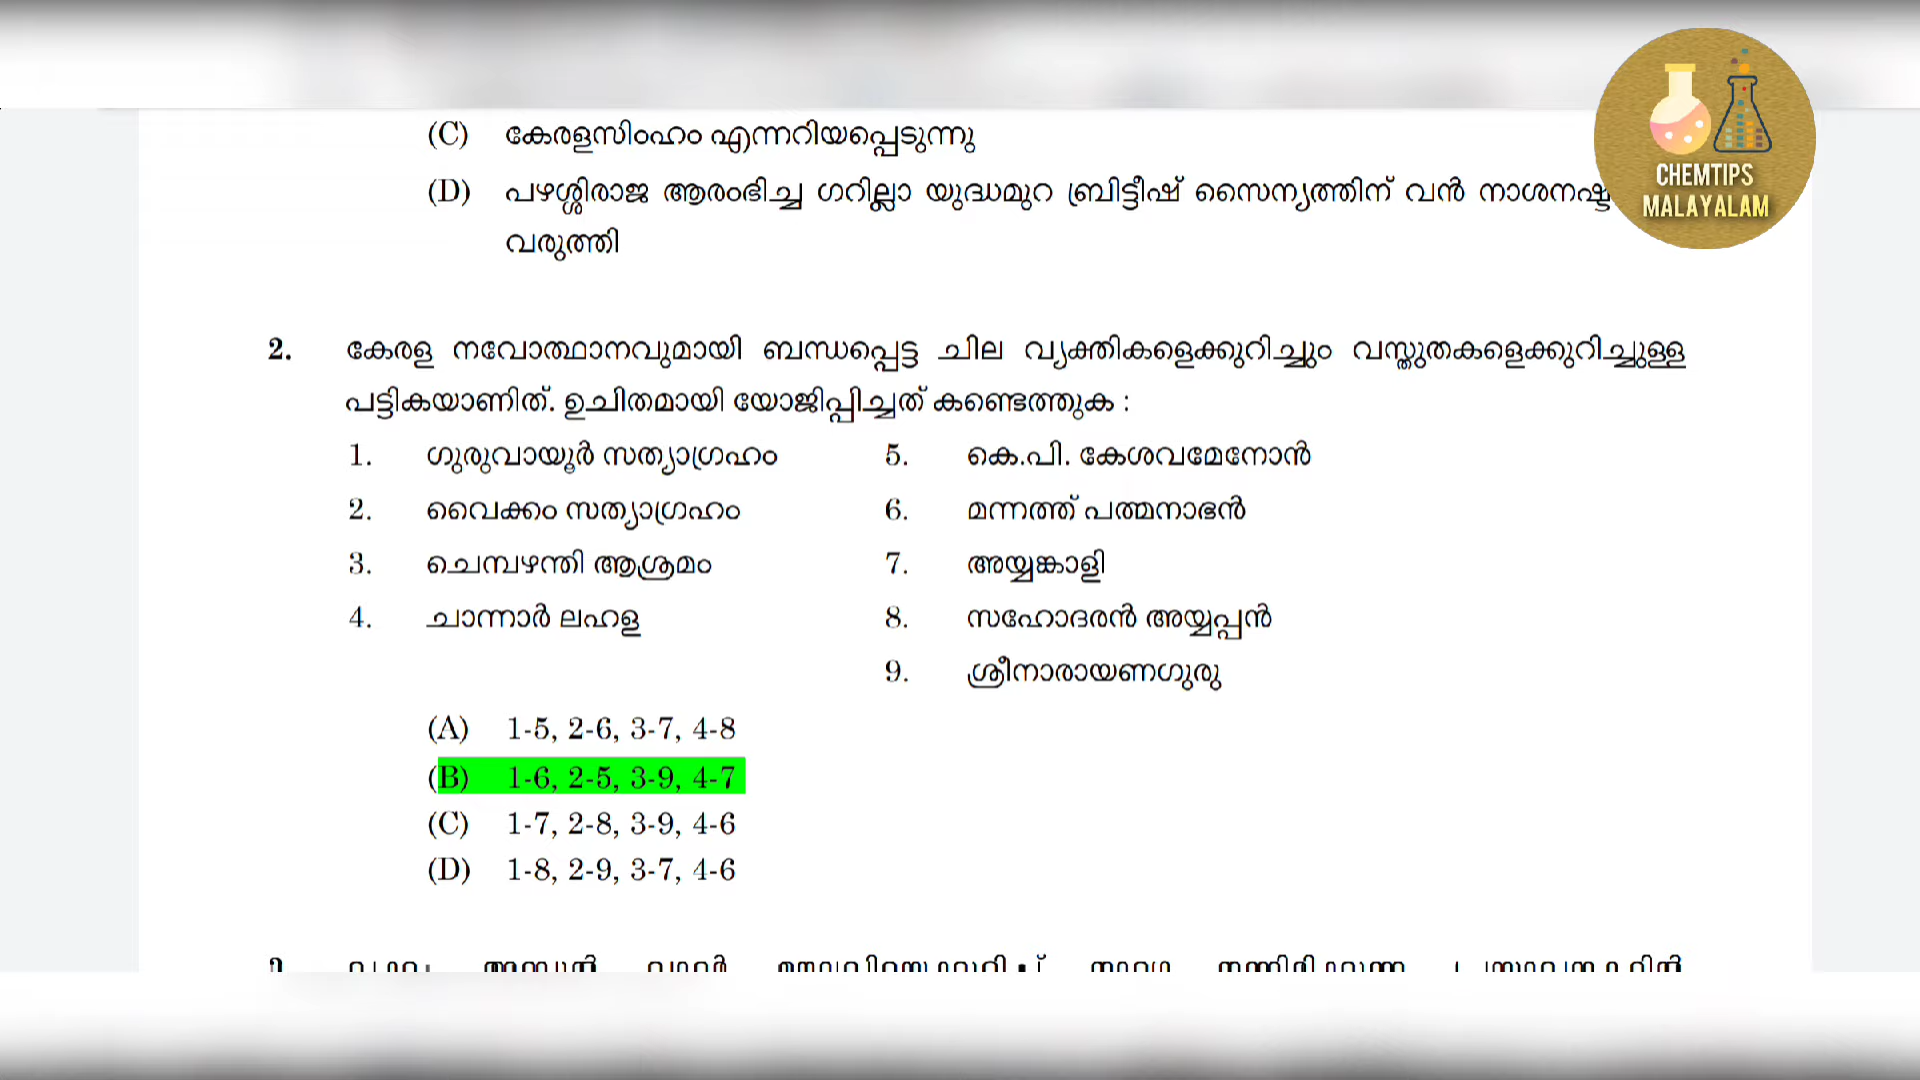 (C) കേരളസിംഹം എന്നറിയപ്പെടുന്നു
(D) പഴശ്ശിരാജ ആരംഭിച്ച ഗറില്ലാ യുദ്ധമുറ ബ്രിട്ടീഷ് സൈന്യത്തിന് വൻ
വരുത്തി
CHEMTIPS
MALAYALAM
2. കേരള നവോത്ഥാനവുമായി ബന്ധപ്പെട്ട ചില വ്യക്തികളെക്കുറിച്ചും വസ്തുതകളെക്കുറിച്ചുള്ള
പട്ടികയാണിത്. ഉചിതമായി യോജിപ്പിച്ചത് കണ്ടെത്തുക :
1. ഗുരുവായൂർ സത്യാഗ്രഹം 5. കെ.പി. കേശവമേനോൻ
2. വൈക്കം സത്യാഗ്രഹം 6. മന്നത്ത് പത്മനാഭൻ
3. ചെമ്പഴന്തി ആശ്രമം 7. അയ്യങ്കാളി
4. ചാന്നാർ ലഹള 8. സഹോദരൻ അയ്യപ്പൻ
9. ശ്രീനാരായണഗുരു
(A) 1-5, 2-6, 3-7, 4-8
(B) 1-6, 2-5, 3-9, 4-7
(C) 1-7, 2-8, 3-9, 4-6
(D) 1-8, 2-9, 3-7, 4-6